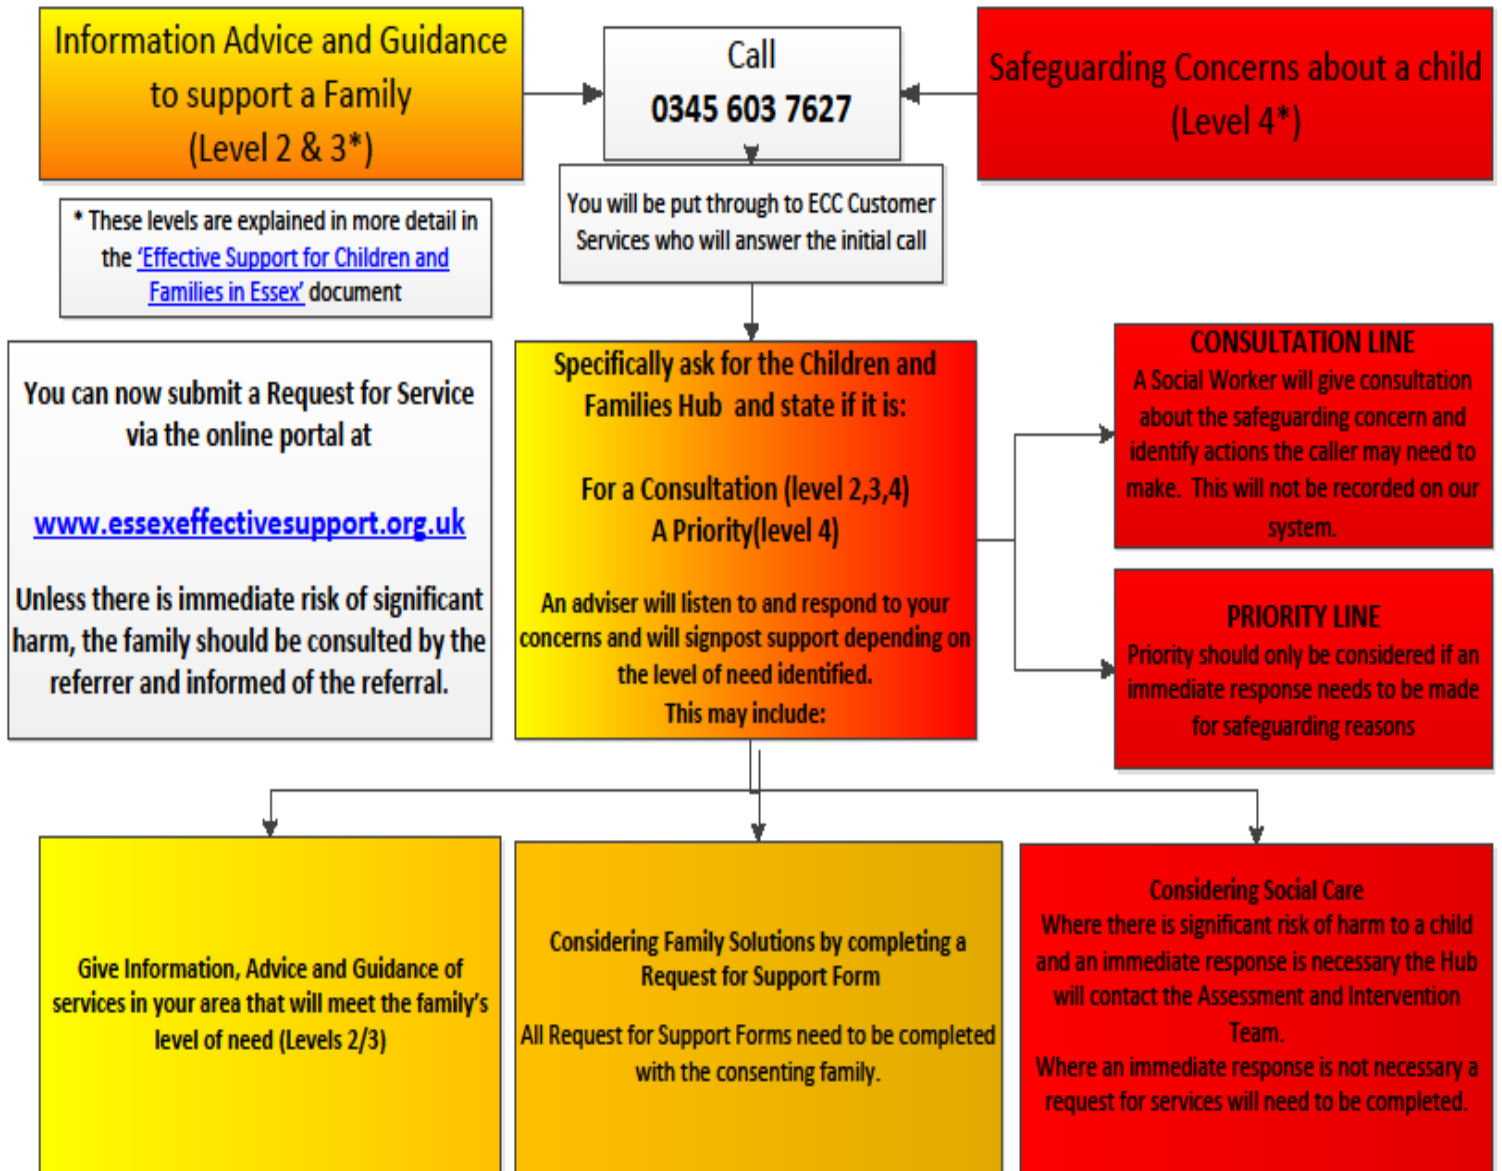 Information Advice and Guidance
to support a Family
(Level 2 & 3*)
Call
0345 603 7627
Safeguarding Concerns about a child
(Level 4*)
You will be put through to ECC Customer
Services who will answer the initial call
* These levels are explained in more detail in
the ‘Effective Support for Children and
Families in Essex’ document
You can now submit a Request for Service
via the online portal at
www.essexeffectivesupport.org.uk
Unless there is immediate risk of significant
harm, the family should be consulted by the
referrer and informed of the referral.
Specifically ask for the Children and
Families Hub and state if it is:
For a Consultation (level 2,3,4)
A Priority(level 4)
An adviser will listen to and respond to your
concerns and will signpost support depending on
the level of need identified.
This may include:
CONSULTATION LINE
A Social Worker will give consultation
about the safeguarding concern and
identify actions the caller may need to
make. This will not be recorded on our
system.
PRIORITY LINE
Priority should only be considered if an
immediate response needs to be made
for safeguarding reasons
Give Information, Advice and Guidance of
services in your area that will meet the family’s
level of need (Levels 2/3)
Considering Family Solutions by completing a
Request for Support Form
All Request for Support Forms need to be completed
with the consenting family.
Considering Social Care
Where there is significant risk of harm to a child
and an immediate response is necessary the Hub
will contact the Assessment and Intervention
Team.
Where an immediate response is not necessary a
request for services will need to be completed.